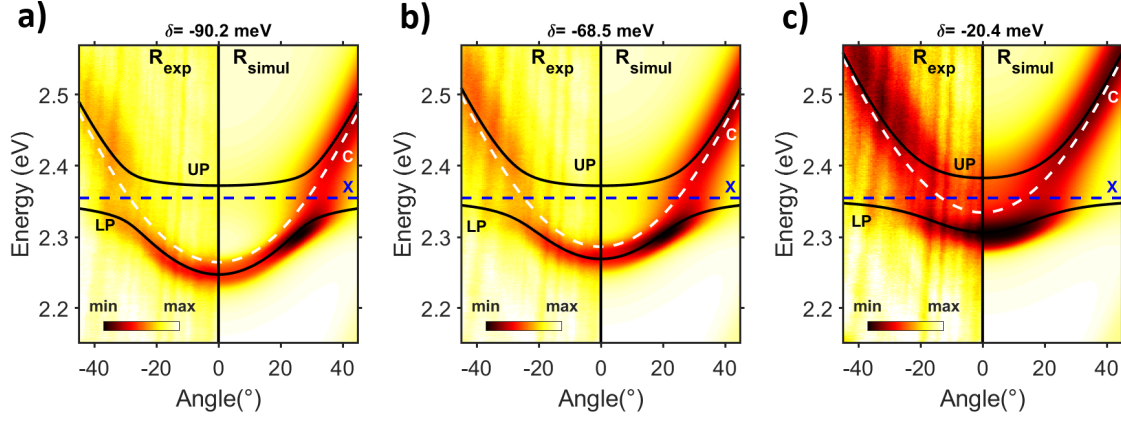 a)
δ= -90.2 meV
R_exp
R_simul
2.5
2.4
2.3
2.2
Energy (eV)
UP
C
X
LP
min max
-40 -20 0 20 40
Angle(°)
b)
δ= -68.5 meV
R_exp
R_simul
2.5
2.4
2.3
2.2
Energy (eV)
UP
C
X
LP
min max
-40 -20 0 20 40
Angle(°)
c)
δ= -20.4 meV
R_exp
R_simul
2.5
2.4
2.3
2.2
Energy (eV)
UP
C
X
LP
min max
-40 -20 0 20 40
Angle(°)